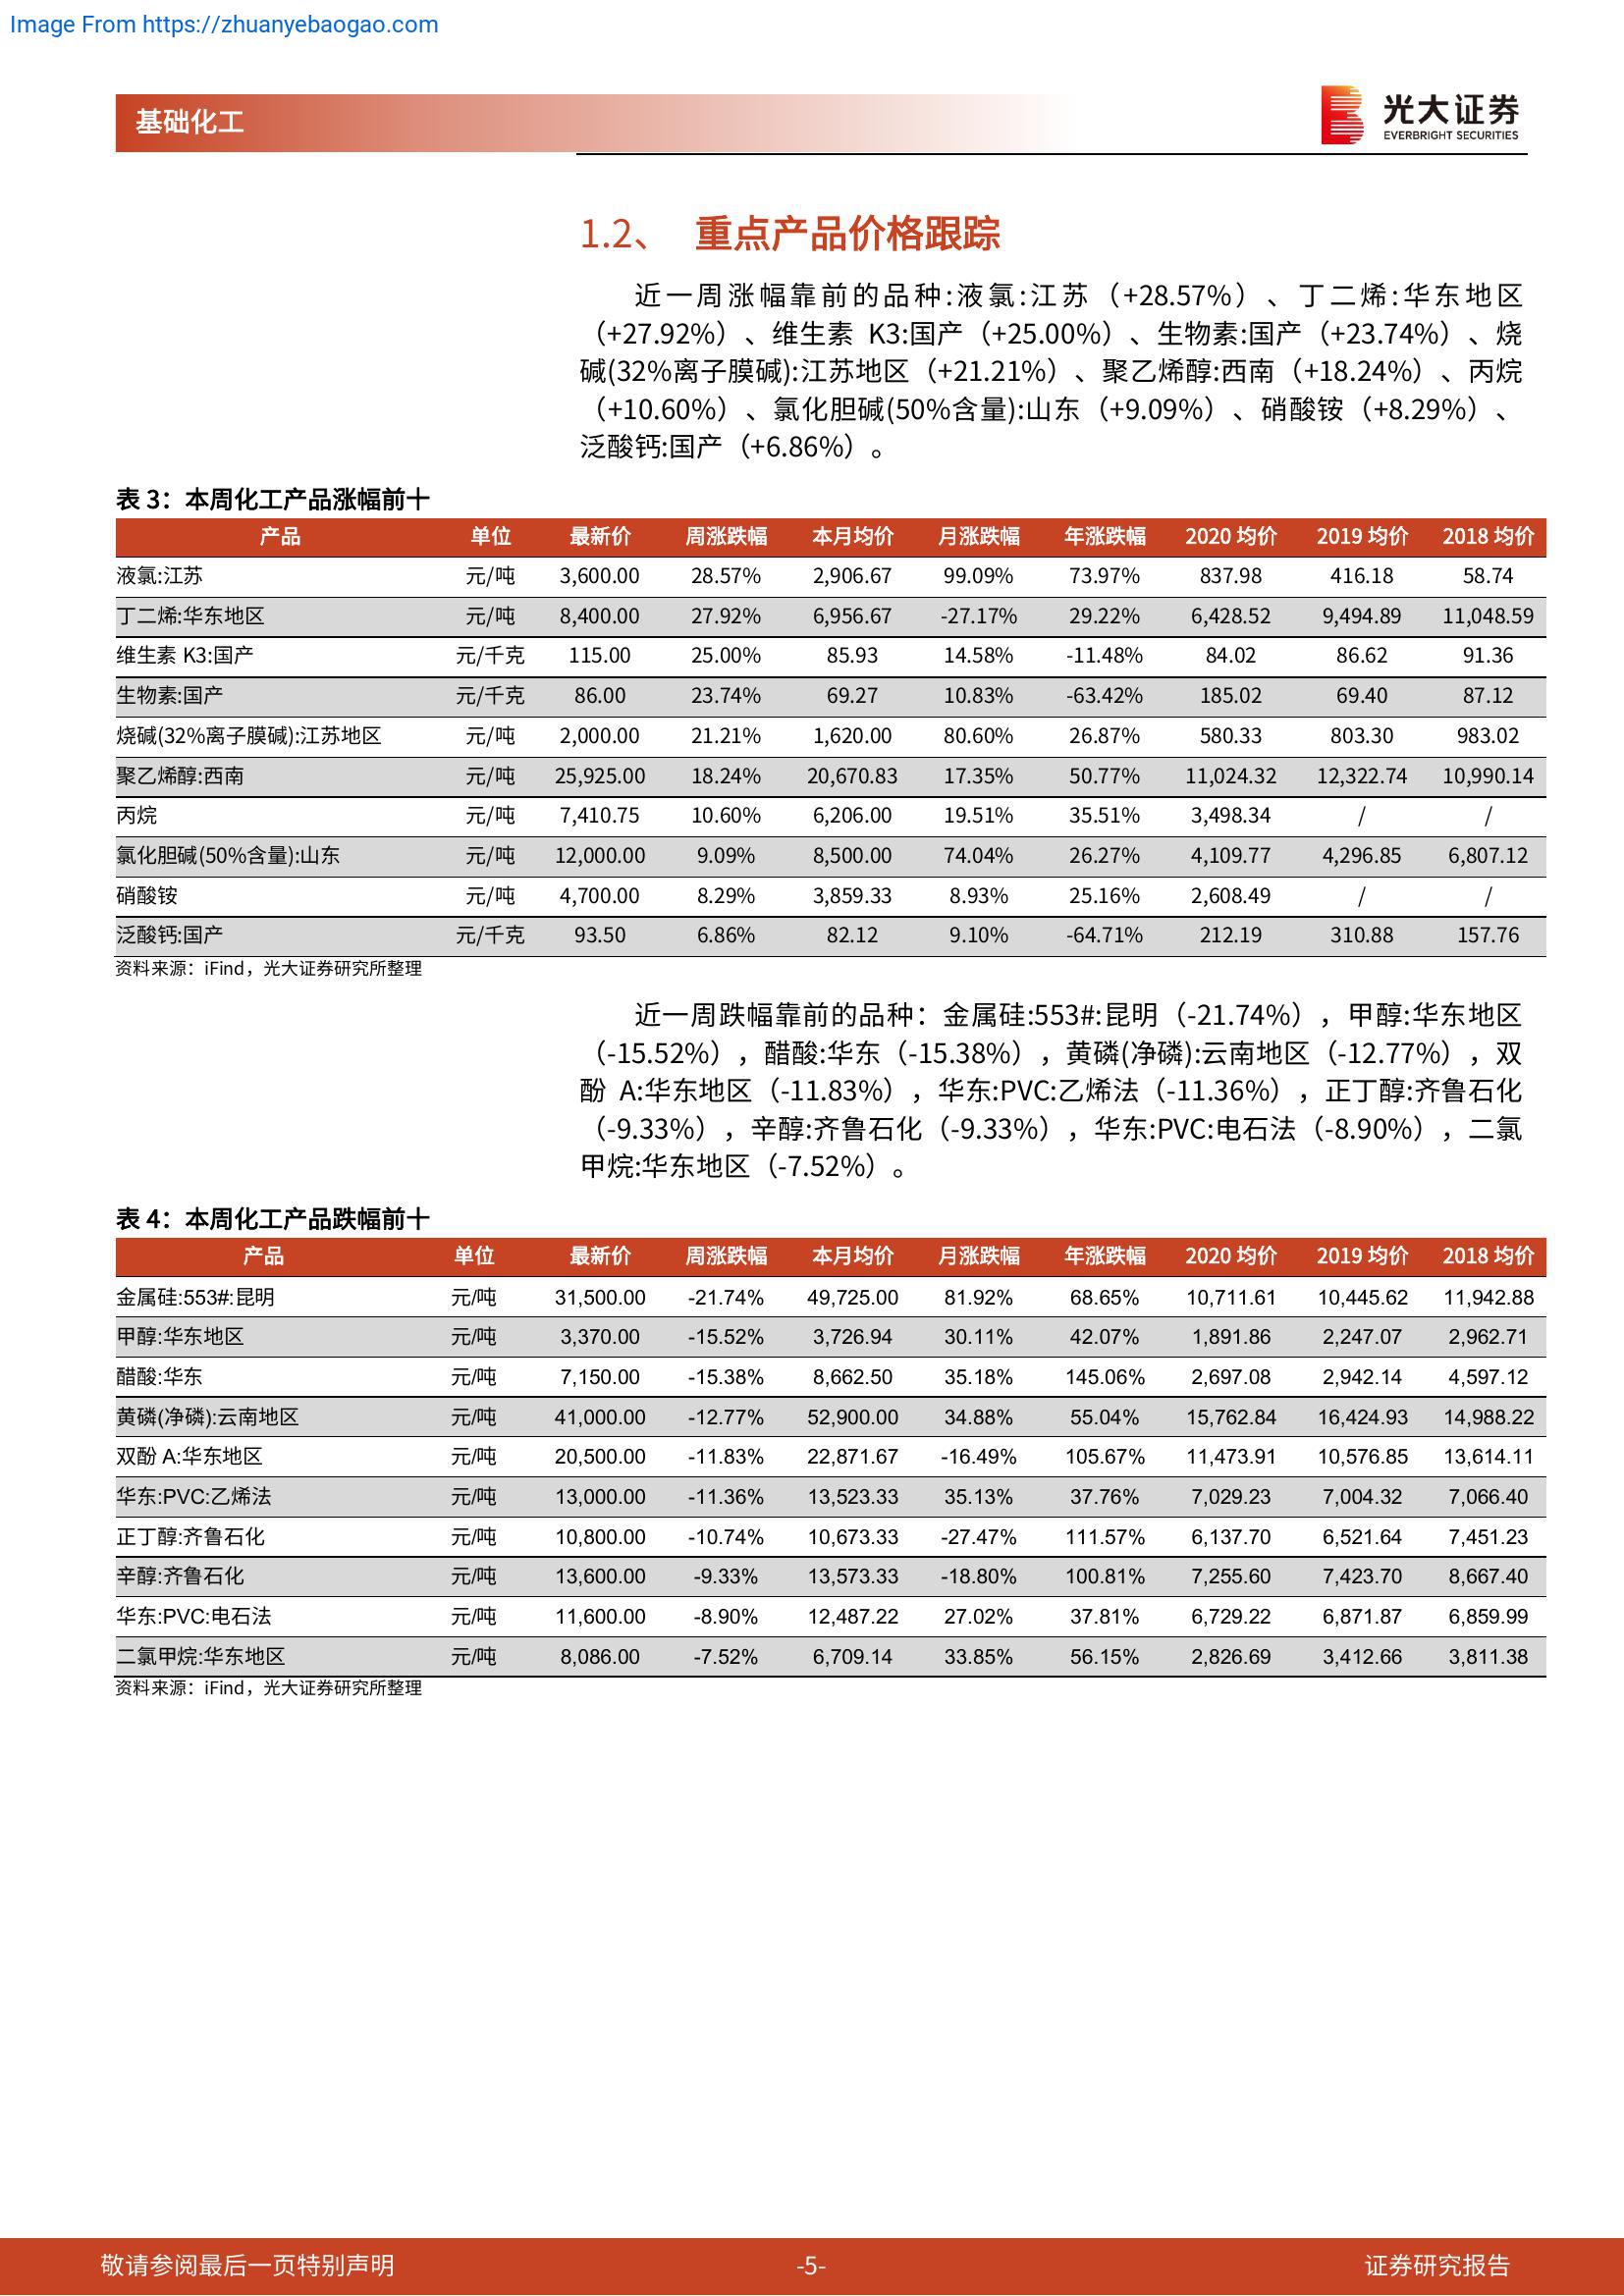 Image From https://zhuanyebaogao.com
基础化工
光大证券
EVERBRIGHT SECURITIES
1.2、 重点产品价格跟踪
近一周涨幅靠前的品种:液氯:江苏（+28.57%）、丁二烯:华东地区
（+27.92%）、维生素 K3:国产（+25.00%）、生物素:国产（+23.74%）、烧
碱(32%离子膜碱):江苏地区（+21.21%）、聚乙烯醇:西南（+18.24%）、丙烷
（+10.60%）、氯化胆碱(50%含量):山东（+9.09%）、硝酸铵（+8.29%）、
泛酸钙:国产（+6.86%）。
表 3：本周化工产品涨幅前十
产品 单位 最新价 周涨跌幅 本月均价 月涨跌幅 年涨跌幅 2020 均价 2019 均价 2018 均价
液氯:江苏 元/吨 3,600.00 28.57% 2,906.67 99.09% 73.97% 837.98 416.18 58.74
丁二烯:华东地区 元/吨 8,400.00 27.92% 6,956.67 -27.17% 29.22% 6,428.52 9,494.89 11,048.59
维生素 K3:国产 元/千克 115.00 25.00% 85.93 14.58% -11.48% 84.02 86.62 91.36
生物素:国产 元/千克 86.00 23.74% 69.27 10.83% -63.42% 185.02 69.40 87.12
烧碱(32%离子膜碱):江苏地区 元/吨 2,000.00 21.21% 1,620.00 80.60% 26.87% 580.33 803.30 983.02
聚乙烯醇:西南 元/吨 25,925.00 18.24% 20,670.83 17.35% 50.77% 11,024.32 12,322.74 10,990.14
丙烷 元/吨 7,410.75 10.60% 6,206.00 19.51% 35.51% 3,498.34 / /
氯化胆碱(50%含量):山东 元/吨 12,000.00 9.09% 8,500.00 74.04% 26.27% 4,109.77 4,296.85 6,807.12
硝酸铵 元/吨 4,700.00 8.29% 3,859.33 8.93% 25.16% 2,608.49 / /
泛酸钙:国产 元/千克 93.50 6.86% 82.12 9.10% -64.71% 212.19 310.88 157.76
资料来源：iFind，光大证券研究所整理
近一周跌幅靠前的品种：金属硅:553#:昆明（-21.74%），甲醇:华东地区
（-15.52%），醋酸:华东（-15.38%），黄磷(净磷):云南地区（-12.77%），双
酚 A:华东地区（-11.83%），华东:PVC:乙烯法（-11.36%），正丁醇:齐鲁石化
（-9.33%），辛醇:齐鲁石化（-9.33%），华东:PVC:电石法（-8.90%），二氯
甲烷:华东地区（-7.52%）。
表 4：本周化工产品跌幅前十
产品 单位 最新价 周涨跌幅 本月均价 月涨跌幅 年涨跌幅 2020 均价 2019 均价 2018 均价
金属硅:553#:昆明 元/吨 31,500.00 -21.74% 49,725.00 81.92% 68.65% 10,711.61 10,445.62 11,942.88
甲醇:华东地区 元/吨 3,370.00 -15.52% 3,726.94 30.11% 42.07% 1,891.86 2,247.07 2,962.71
醋酸:华东 元/吨 7,150.00 -15.38% 8,662.50 35.18% 145.06% 2,697.08 2,942.14 4,597.12
黄磷(净磷):云南地区 元/吨 41,000.00 -12.77% 52,900.00 34.88% 55.04% 15,762.84 16,424.93 14,988.22
双酚 A:华东地区 元/吨 20,500.00 -11.83% 22,871.67 -16.49% 105.67% 11,473.91 10,576.85 13,614.11
华东:PVC:乙烯法 元/吨 13,000.00 -11.36% 13,523.33 35.13% 37.76% 7,029.23 7,004.32 7,066.40
正丁醇:齐鲁石化 元/吨 10,800.00 -10.74% 10,673.33 -27.47% 111.57% 6,137.70 6,521.64 7,451.23
辛醇:齐鲁石化 元/吨 13,600.00 -9.33% 13,573.33 -18.80% 100.81% 7,255.60 7,423.70 8,667.40
华东:PVC:电石法 元/吨 11,600.00 -8.90% 12,487.22 27.02% 37.81% 6,729.22 6,871.87 6,859.99
二氯甲烷:华东地区 元/吨 8,086.00 -7.52% 6,709.14 33.85% 56.15% 2,826.69 3,412.66 3,811.38
资料来源：iFind，光大证券研究所整理
敬请参阅最后一页特别声明 -5- 证券研究报告